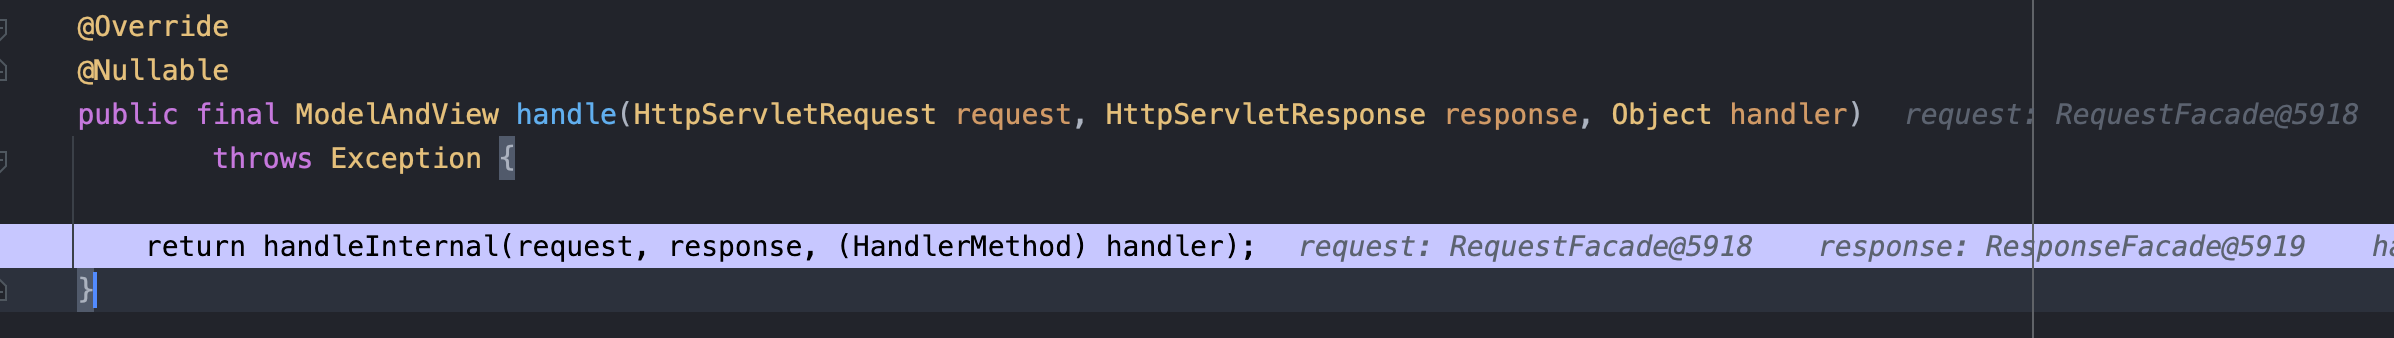 @Override
@Nullable
public final ModelAndView handle(HttpServletRequest request, HttpServletResponse response, Object handler) request: RequestFacade@5918
throws Exception {
return handleInternal(request, response, (HandlerMethod) handler); request: RequestFacade@5918 response: ResponseFacade@5919
}